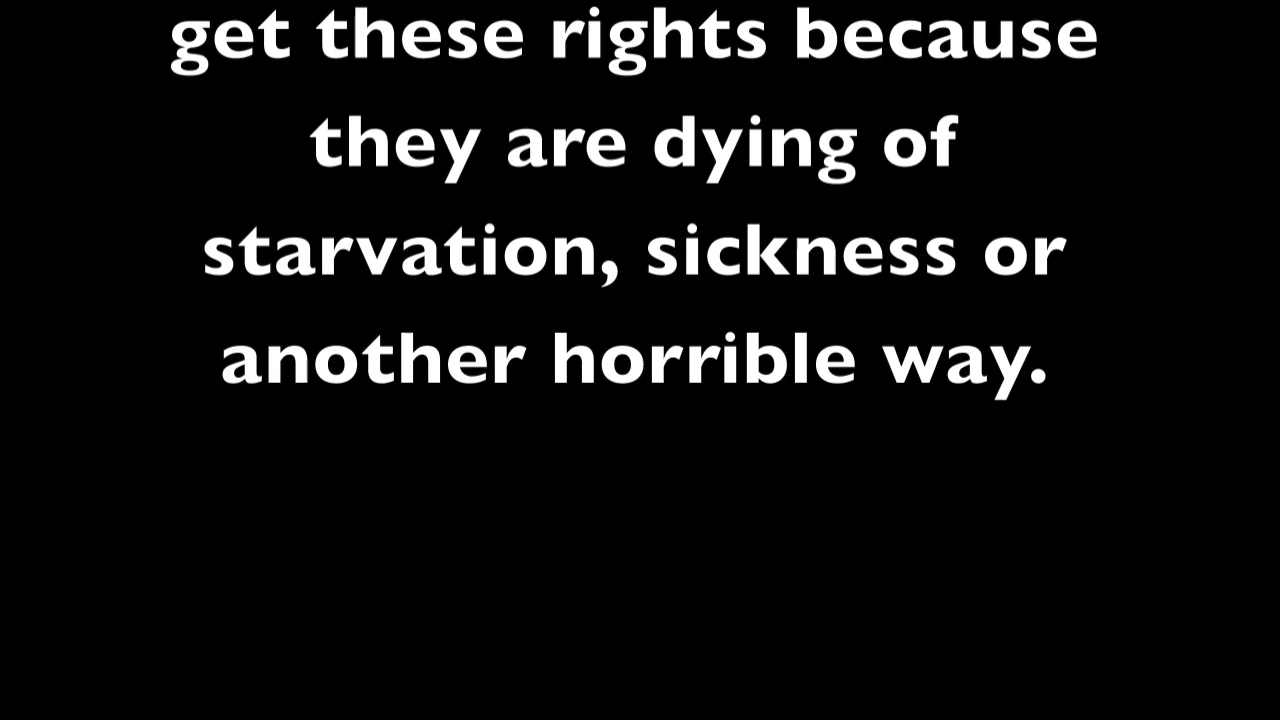 get these rights because
they are dying of
starvation, sickness or
another horrible way.